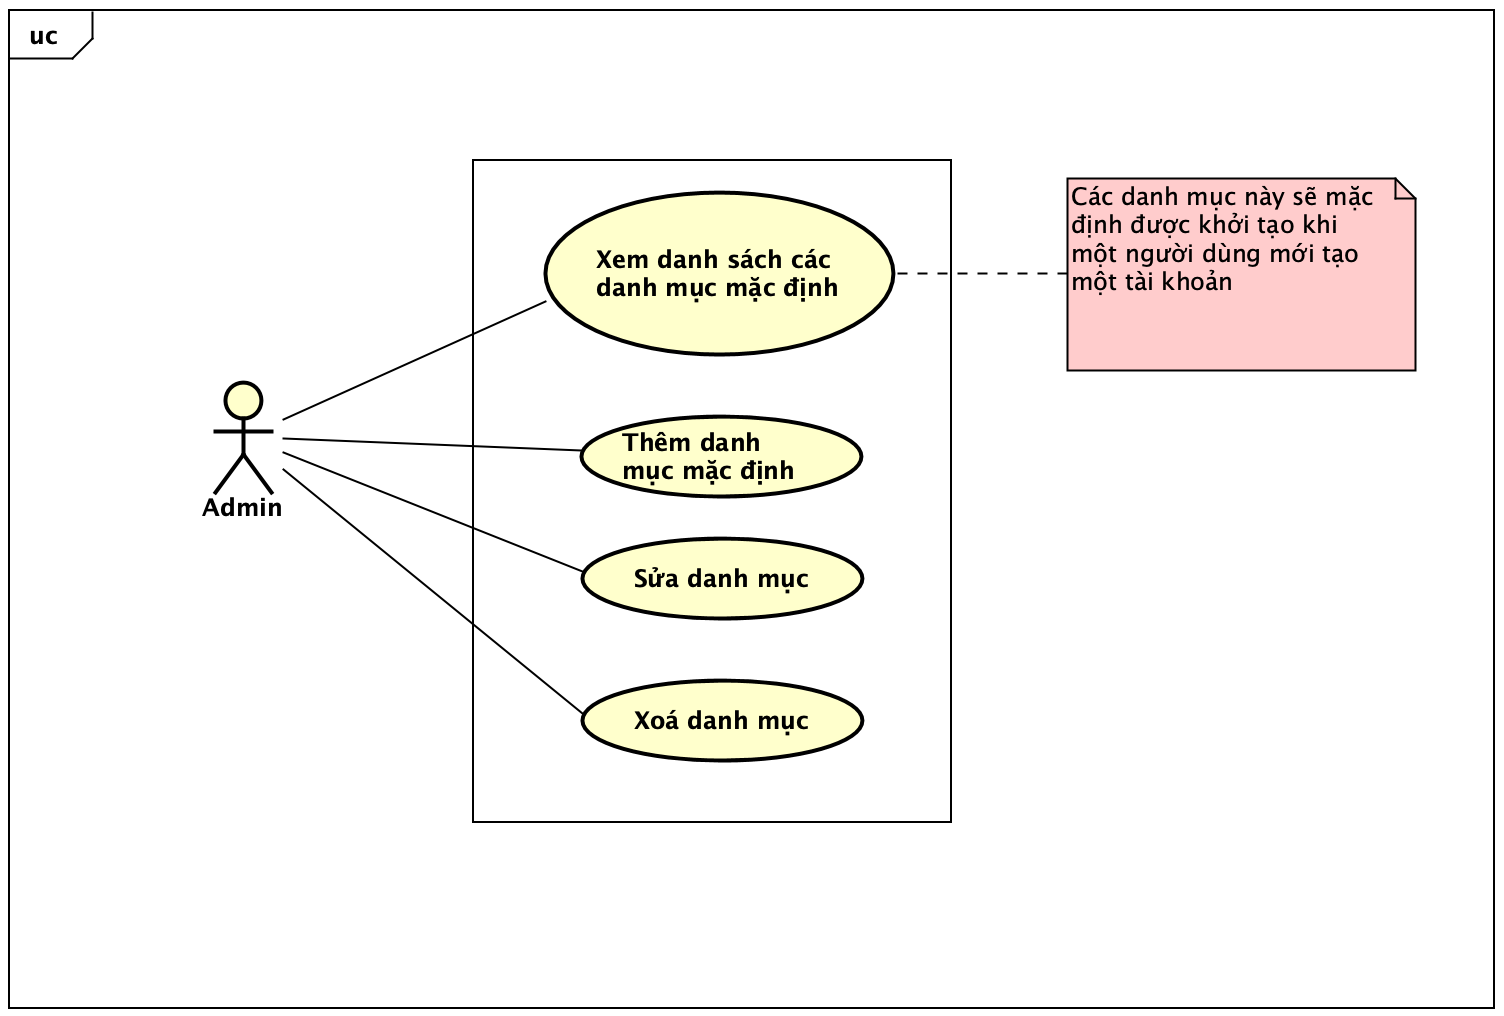 uc
Xem danh sách các
danh mục mặc định
Các danh mục này sẽ mặc
định được khởi tạo khi
một người dùng mới tạo
một tài khoản
Thêm danh
mục mặc định
Admin
Sửa danh mục
Xoá danh mục